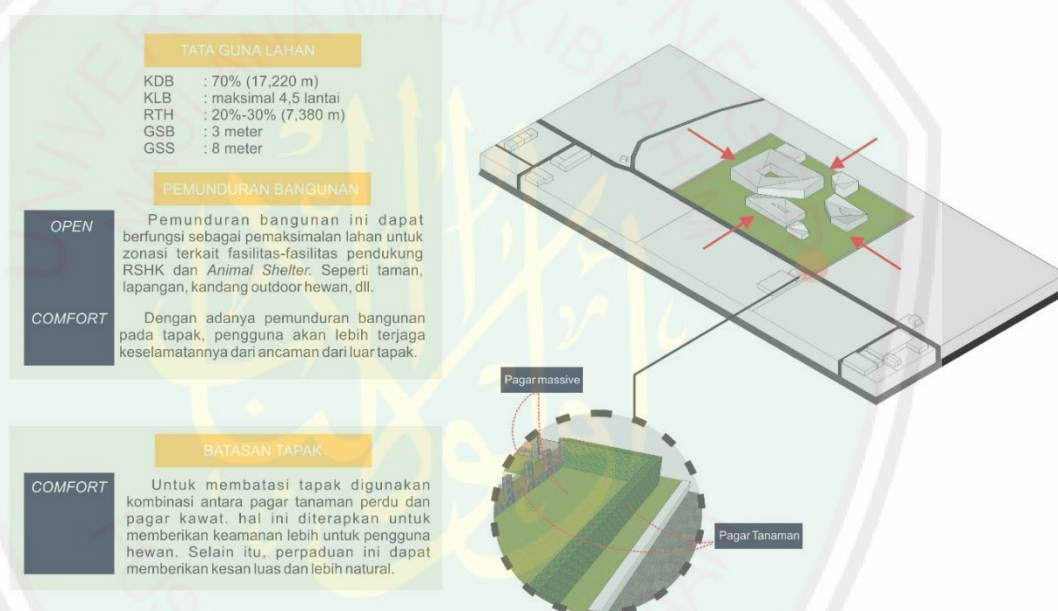 TATA GUNA LAHAN
KDB : 70% (17,220 m)
KLB : maksimal 4,5 lantai
RTH : 20%-30% (7,380 m)
GSB : 3 meter
GSS : 8 meter
PEMUNDURAN BANGUNAN
OPEN
Pemunduran bangunan ini dapat
berfungsi sebagai pemaksimalan lahan untuk
zonasi terkait fasilitas-fasilitas pendukung
RSHK dan Animal Shelter. Seperti taman,
lapangan, kandang outdoor hewan, dll.
COMFORT
Dengan adanya pemunduran bangunan
pada tapak, pengguna akan lebih terjaga
keselamatannya dari ancaman dari luar tapak.
BATASAN TAPAK
COMFORT
Untuk membatasi tapak digunakan
kombinasi antara pagar tanaman perdu dan
pagar kawat. hal ini diterapkan untuk
memberikan keamanan lebih untuk pengguna
hewan. Selain itu, perpaduan ini dapat
memberikan kesan luas dan lebih natural.
Pagar massive
Pagar Tanaman